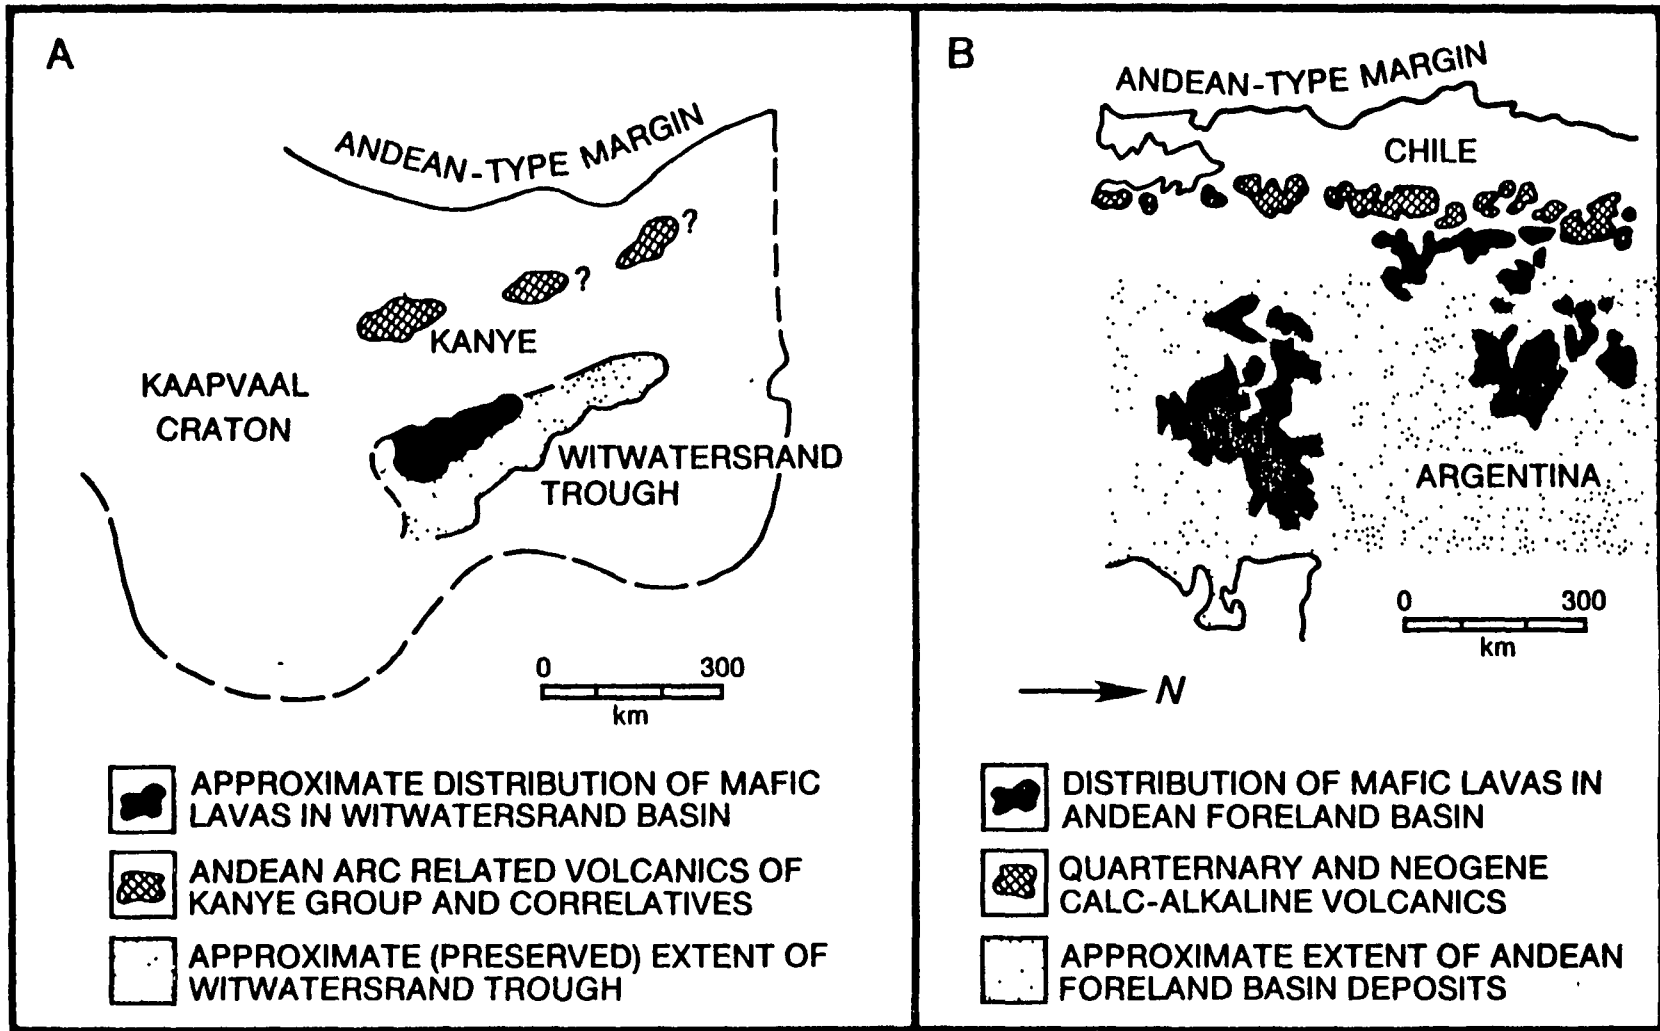 A
ANDEAN-TYPE MARGIN
?
?
KANYE
KAAPVAAL
CRATON
WITWATERSRAND
TROUGH
0 300
km
APPROXIMATE DISTRIBUTION OF MAFIC
LAVAS IN WITWATERSRAND BASIN
ANDEAN ARC RELATED VOLCANICS OF
KANYE GROUP AND CORRELATIVES
APPROXIMATE (PRESERVED) EXTENT OF
WITWATERSRAND TROUGH
B
ANDEAN-TYPE MARGIN
CHILE
ARGENTINA
0 300
km
N
DISTRIBUTION OF MAFIC LAVAS IN
ANDEAN FORELAND BASIN
QUARTERNARY AND NEOGENE
CALC-ALKALINE VOLCANICS
APPROXIMATE EXTENT OF ANDEAN
FORELAND BASIN DEPOSITS